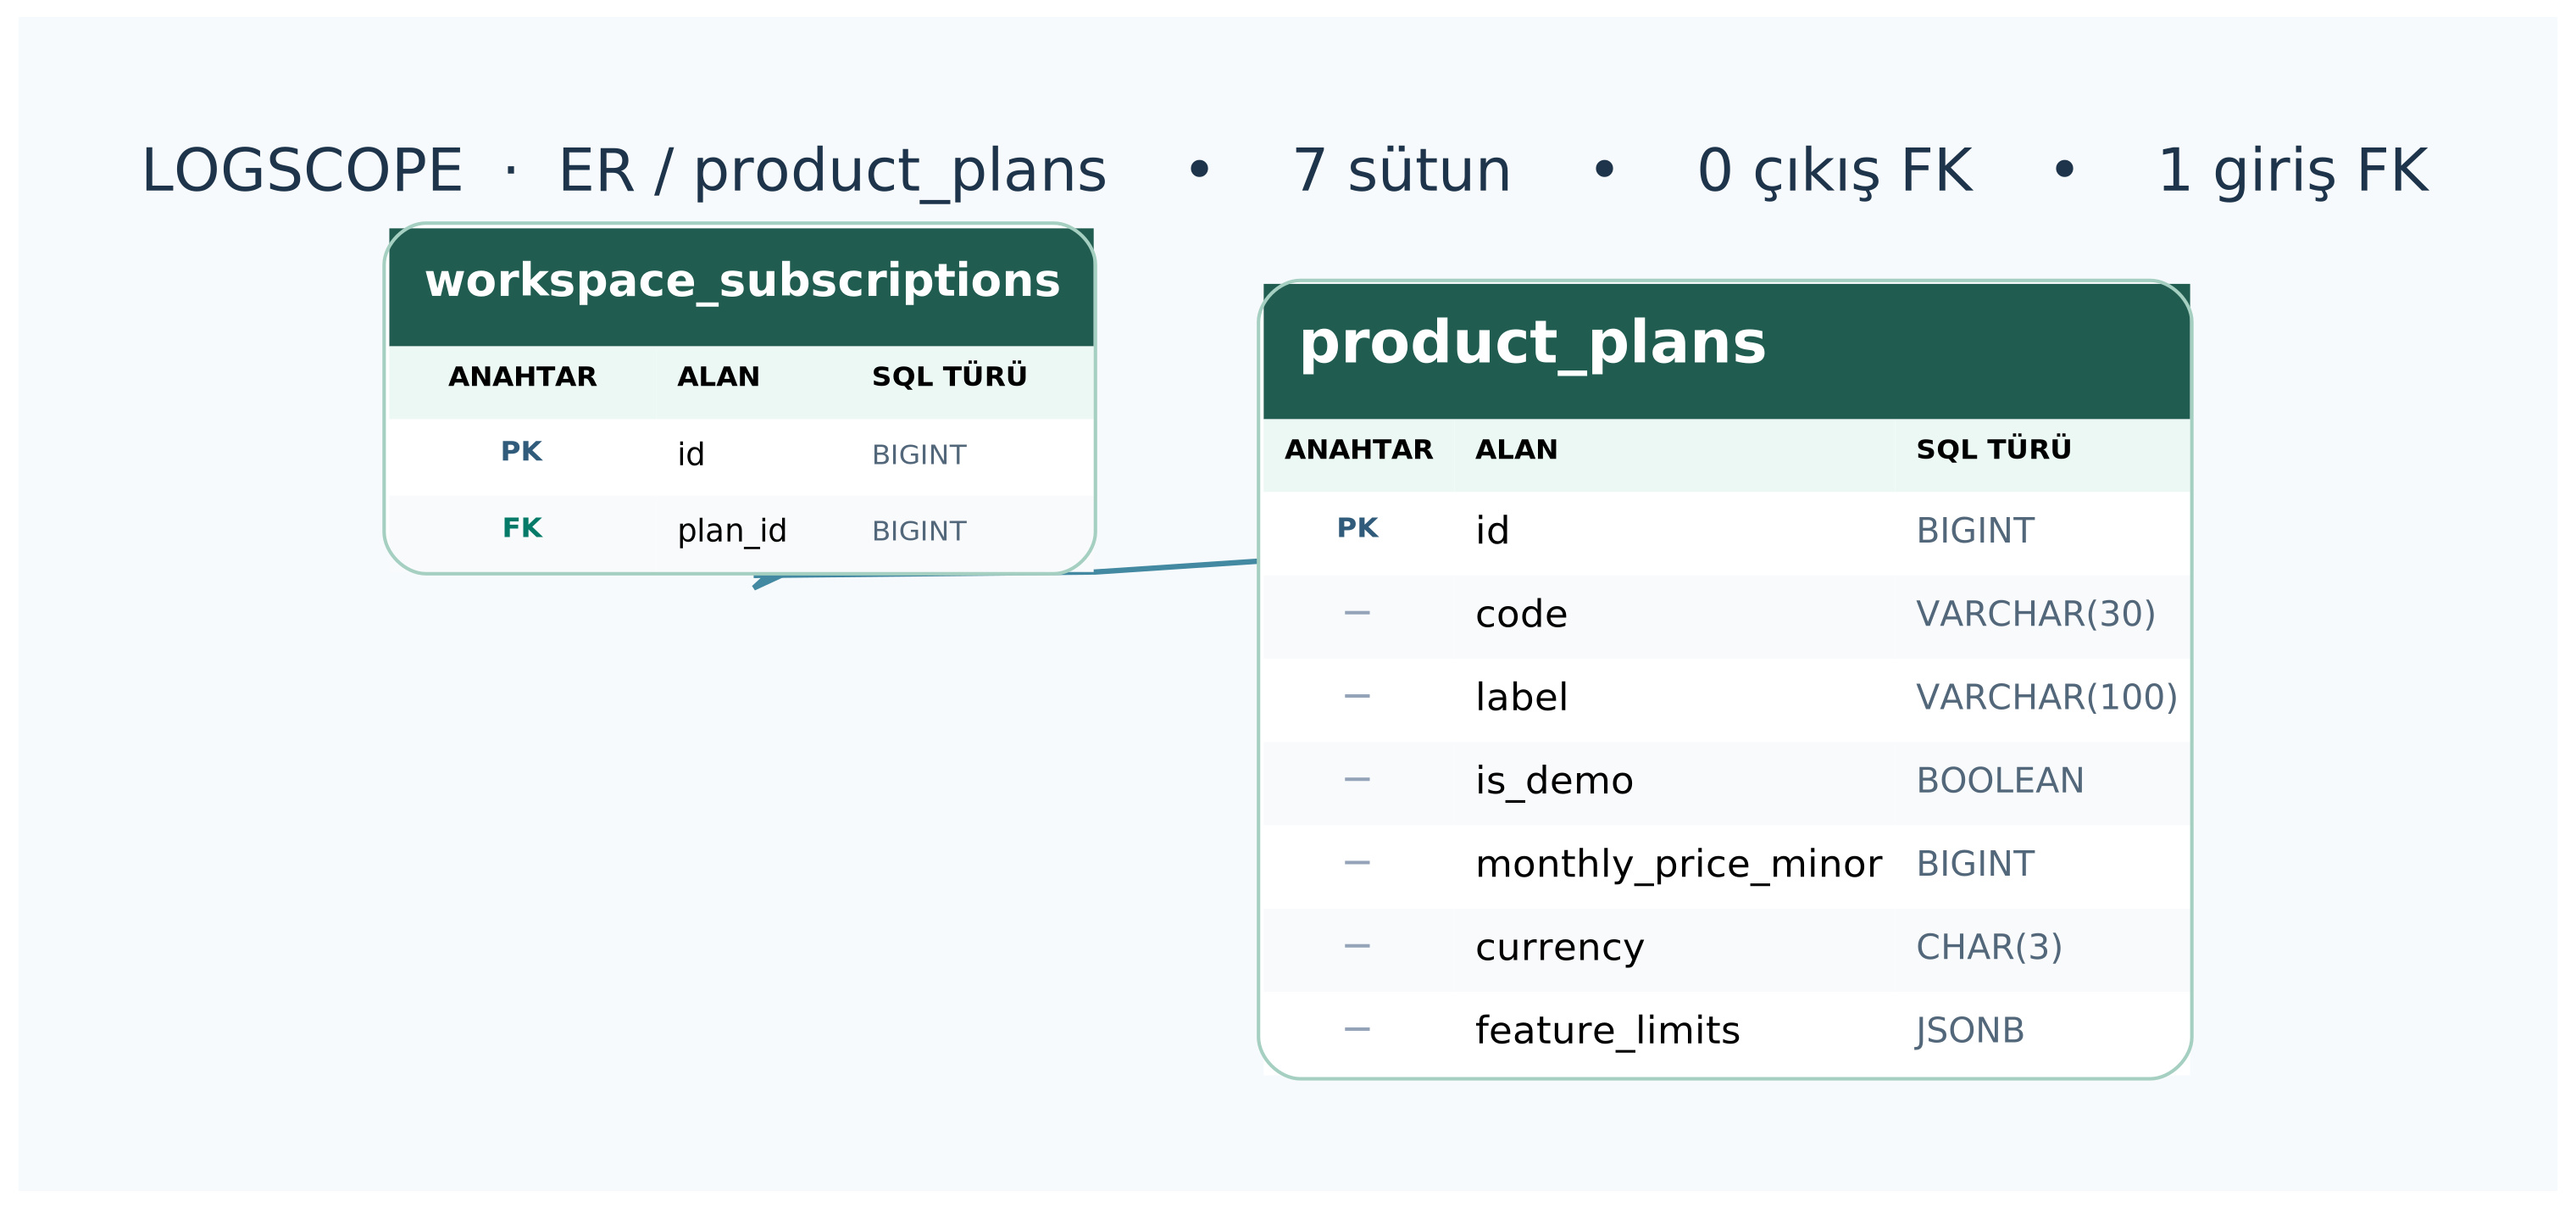 LOGSCOPE · ER / product_plans • 7 sütun • 0 çıkış FK • 1 giriş FK
workspace_subscriptions
ANAHTAR ALAN SQL TÜRÜ
PK id BIGINT
FK plan_id BIGINT
product_plans
ANAHTAR ALAN SQL TÜRÜ
PK id BIGINT
— code VARCHAR(30)
— label VARCHAR(100)
— is_demo BOOLEAN
— monthly_price_minor BIGINT
— currency CHAR(3)
— feature_limits JSONB